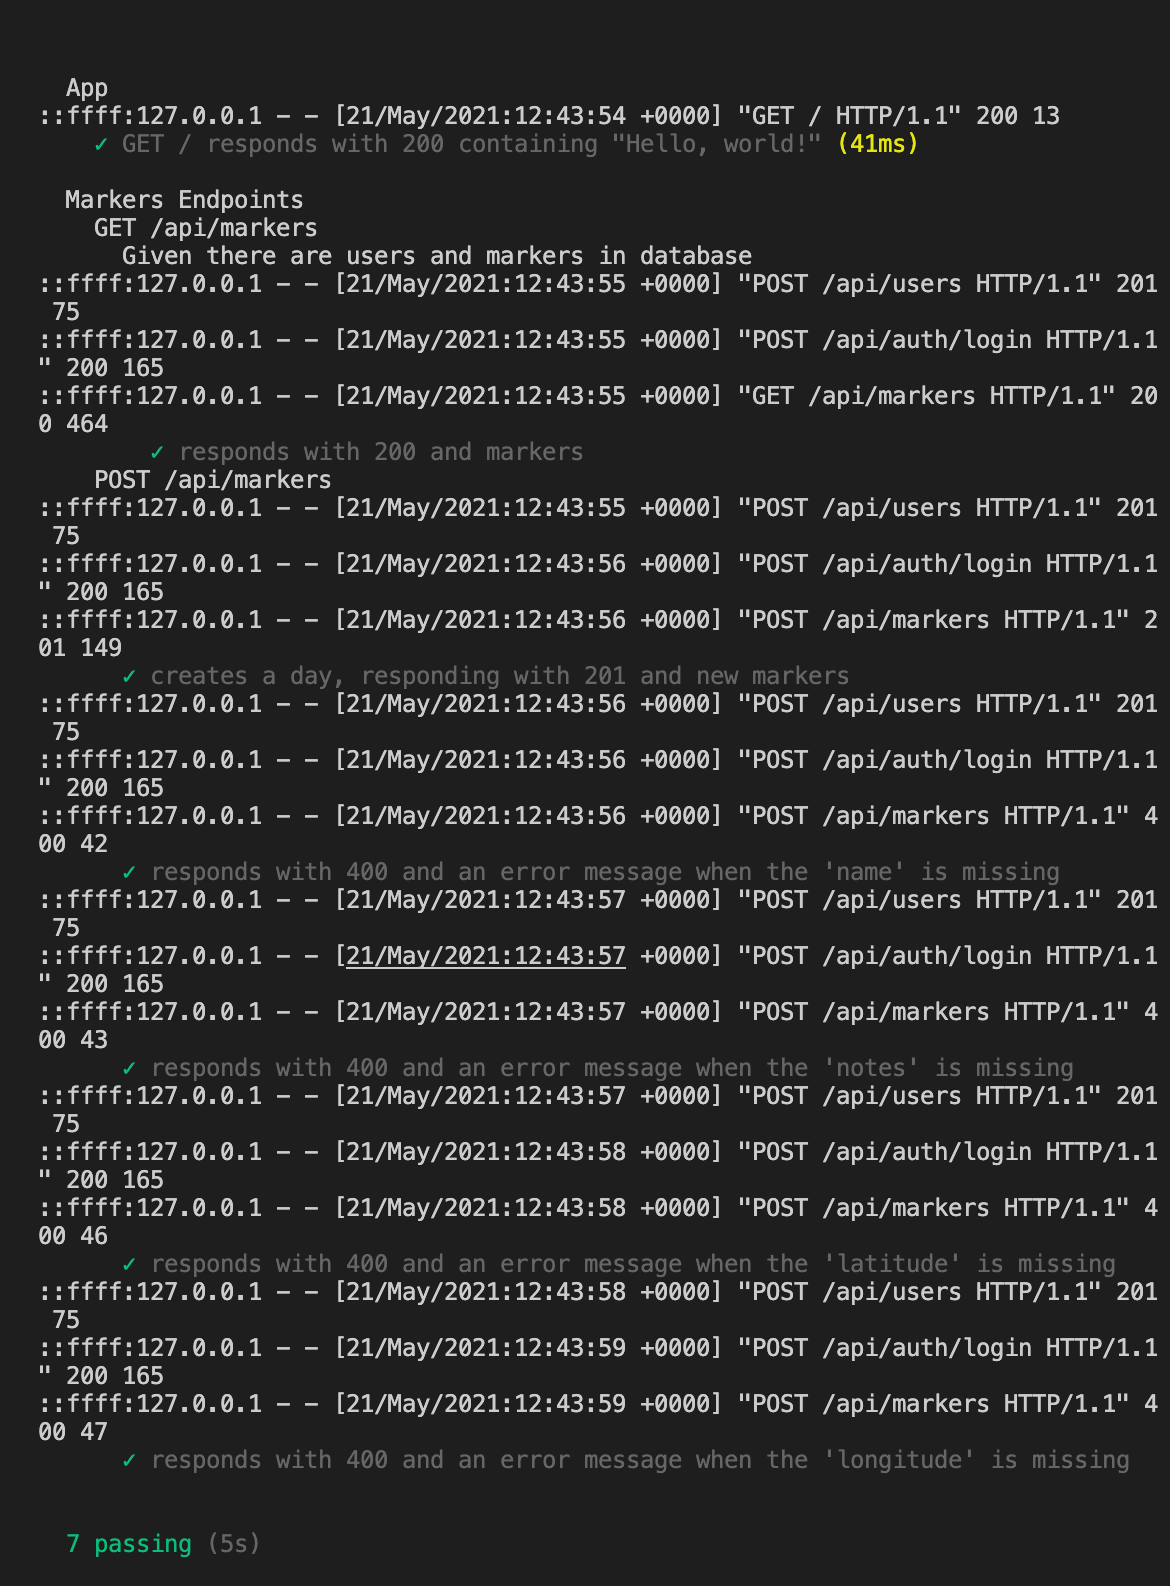 App
::ffff:127.0.0.1 - - [21/May/2021:12:43:54 +0000] "GET / HTTP/1.1" 200 13
✓ GET / responds with 200 containing "Hello, world!" (41ms)
Markers Endpoints
GET /api/markers
Given there are users and markers in database
::ffff:127.0.0.1 - - [21/May/2021:12:43:55 +0000] "POST /api/users HTTP/1.1" 201
75
::ffff:127.0.0.1 - - [21/May/2021:12:43:55 +0000] "POST /api/auth/login HTTP/1.1
" 200 165
::ffff:127.0.0.1 - - [21/May/2021:12:43:55 +0000] "GET /api/markers HTTP/1.1" 20
0 464
✓ responds with 200 and markers
POST /api/markers
::ffff:127.0.0.1 - - [21/May/2021:12:43:55 +0000] "POST /api/users HTTP/1.1" 201
75
::ffff:127.0.0.1 - - [21/May/2021:12:43:56 +0000] "POST /api/auth/login HTTP/1.1
" 200 165
::ffff:127.0.0.1 - - [21/May/2021:12:43:56 +0000] "POST /api/markers HTTP/1.1" 2
01 149
✓ creates a day, responding with 201 and new markers
::ffff:127.0.0.1 - - [21/May/2021:12:43:56 +0000] "POST /api/users HTTP/1.1" 201
75
::ffff:127.0.0.1 - - [21/May/2021:12:43:56 +0000] "POST /api/auth/login HTTP/1.1
" 200 165
::ffff:127.0.0.1 - - [21/May/2021:12:43:56 +0000] "POST /api/markers HTTP/1.1" 4
00 42
✓ responds with 400 and an error message when the 'name' is missing
::ffff:127.0.0.1 - - [21/May/2021:12:43:57 +0000] "POST /api/users HTTP/1.1" 201
75
::ffff:127.0.0.1 - - [21/May/2021:12:43:57 +0000] "POST /api/auth/login HTTP/1.1
" 200 165
::ffff:127.0.0.1 - - [21/May/2021:12:43:57 +0000] "POST /api/markers HTTP/1.1" 4
00 43
✓ responds with 400 and an error message when the 'notes' is missing
::ffff:127.0.0.1 - - [21/May/2021:12:43:57 +0000] "POST /api/users HTTP/1.1" 201
75
::ffff:127.0.0.1 - - [21/May/2021:12:43:58 +0000] "POST /api/auth/login HTTP/1.1
" 200 165
::ffff:127.0.0.1 - - [21/May/2021:12:43:58 +0000] "POST /api/markers HTTP/1.1" 4
00 46
✓ responds with 400 and an error message when the 'latitude' is missing
::ffff:127.0.0.1 - - [21/May/2021:12:43:58 +0000] "POST /api/users HTTP/1.1" 201
75
::ffff:127.0.0.1 - - [21/May/2021:12:43:59 +0000] "POST /api/auth/login HTTP/1.1
" 200 165
::ffff:127.0.0.1 - - [21/May/2021:12:43:59 +0000] "POST /api/markers HTTP/1.1" 4
00 47
✓ responds with 400 and an error message when the 'longitude' is missing
7 passing (5s)